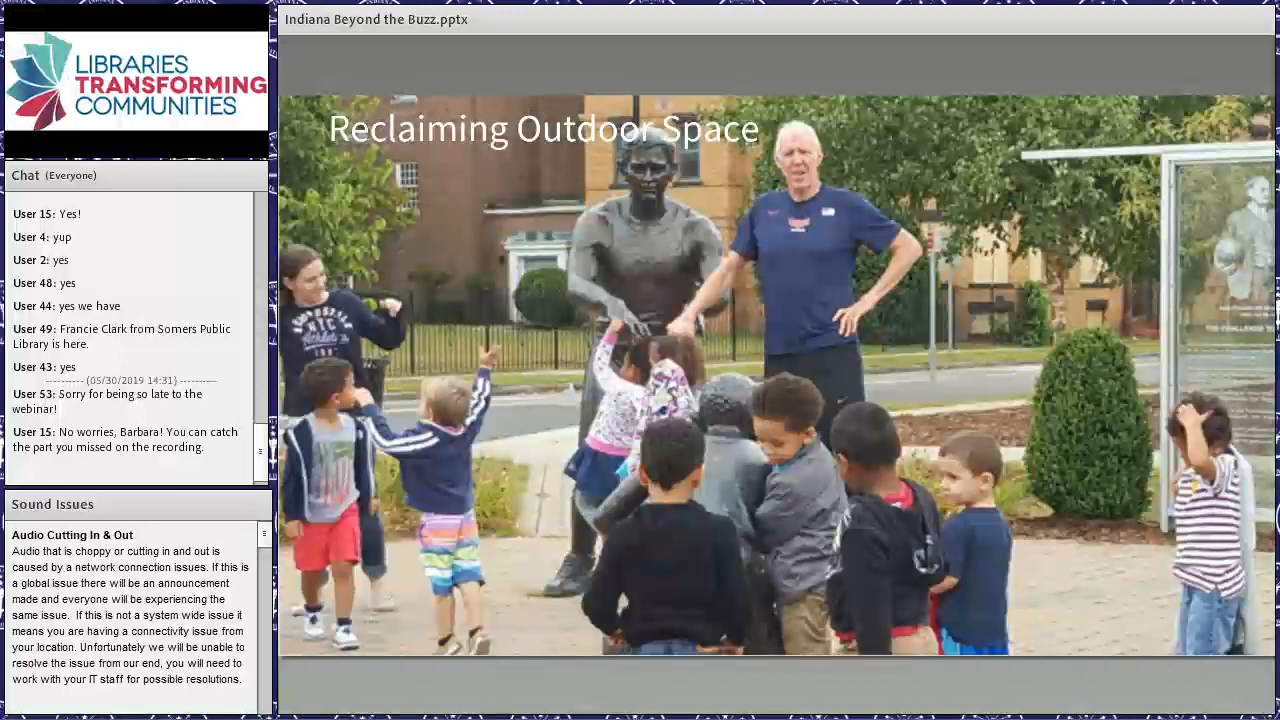 Indiana Beyond the Buzz.pptx
LIBRARIES
TRANSFORMING
COMMUNITIES
Chat (Everyone)
User 15: Yes!
User 4: yup
User 2: yes
User 48: yes
User 44: yes we have
User 49: Francie Clark from Somers Public
Library is here.
User 43: yes
---------- (05/30/2019 14:31) ----------
User 53: Sorry for being so late to the
webinar!
User 15: No worries, Barbara! You can catch
the part you missed on the recording.
Sound Issues
Audio Cutting In & Out
Audio that is choppy or cutting in and out is
caused by a network connection issues. If this is
a global issue there will be an announcement
made and everyone will be experiencing the
same issue. If this is not a system wide issue it
means you are having a connectivity issue from
your location. Unfortunately we will be unable to
resolve the issue from our end, you will need to
work with your IT staff for possible resolutions.
Reclaiming Outdoor Space